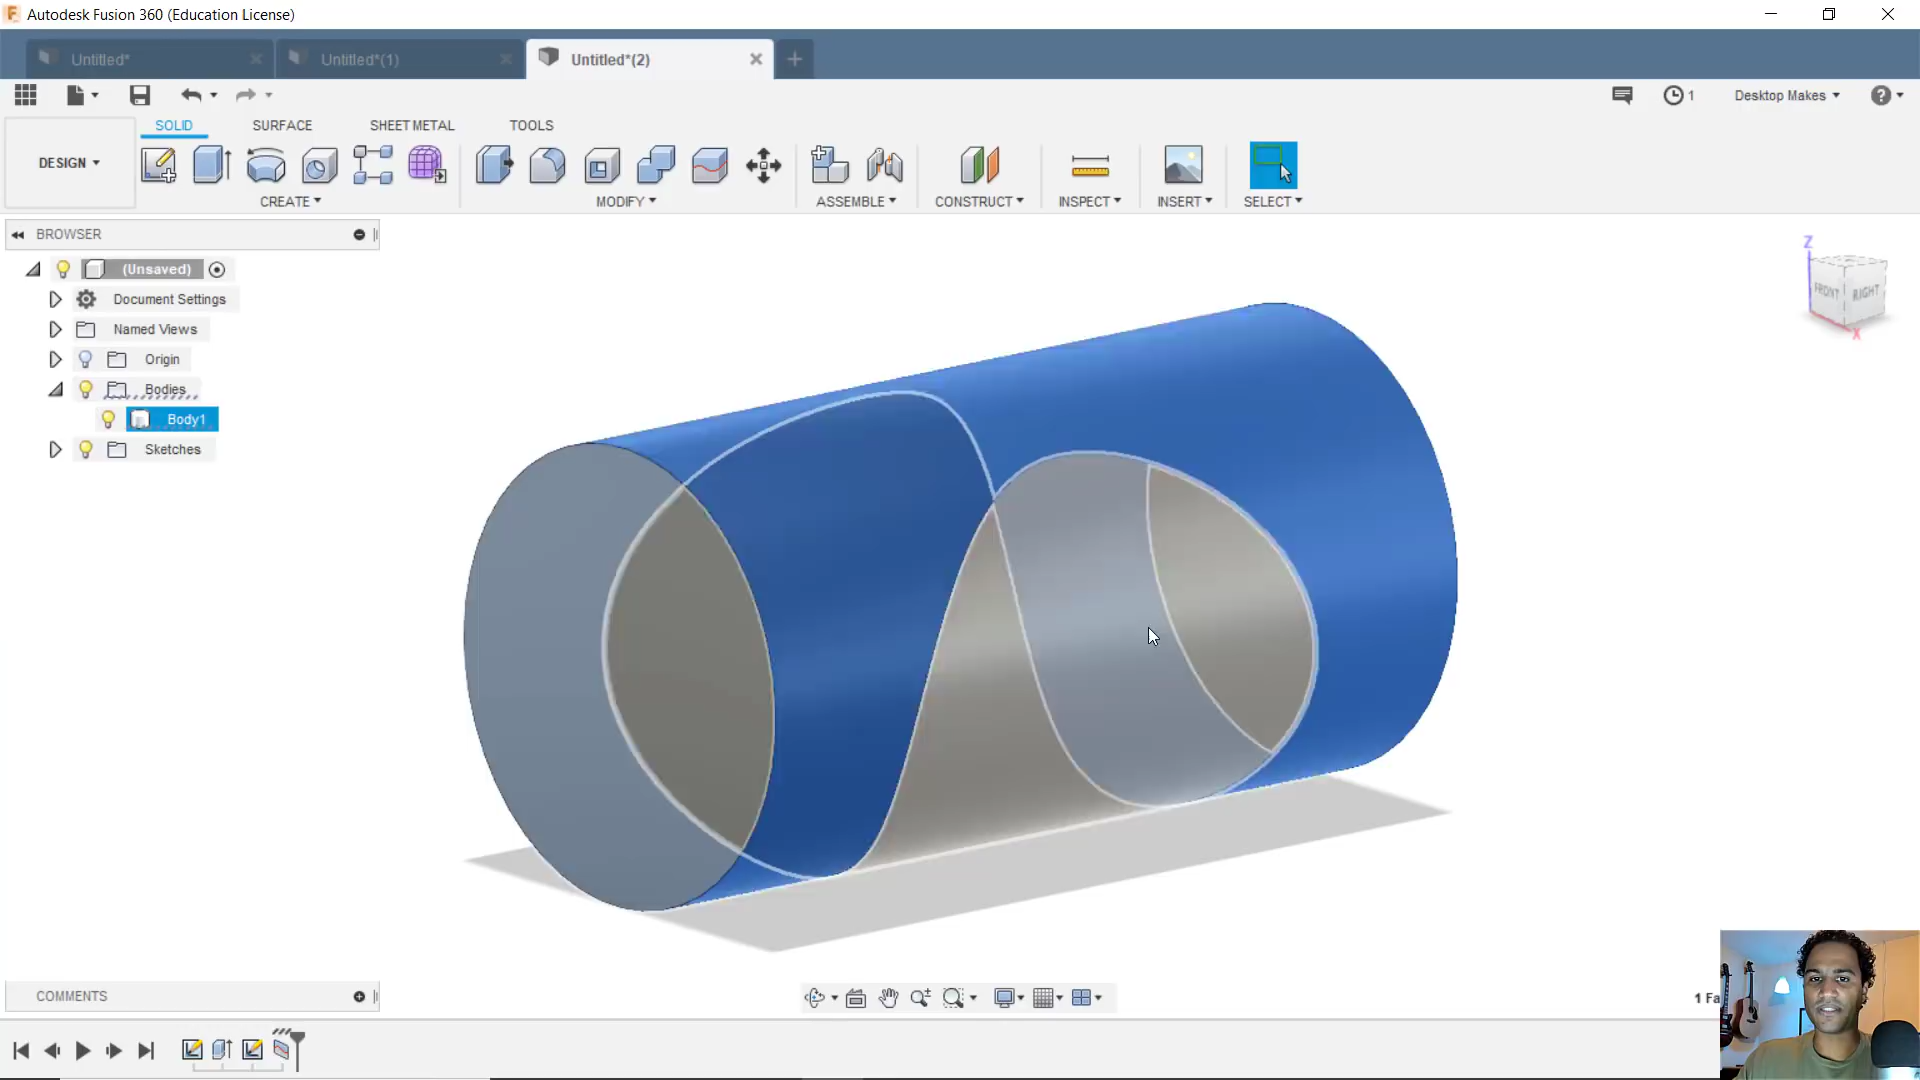 Autodesk Fusion 360 (Education License)
Untitled*
Untitled*(1)
Untitled*(2)
1
Desktop Makes
SOLID
SURFACE
SHEET METAL
TOOLS
DESIGN
CREATE
MODIFY
ASSEMBLE
CONSTRUCT
INSPECT
INSERT
SELECT
BROWSER
(Unsaved)
Document Settings
Named Views
Origin
Bodies
Body1
Sketches
Z
FRONT
RIGHT
X
COMMENTS
1 Fa